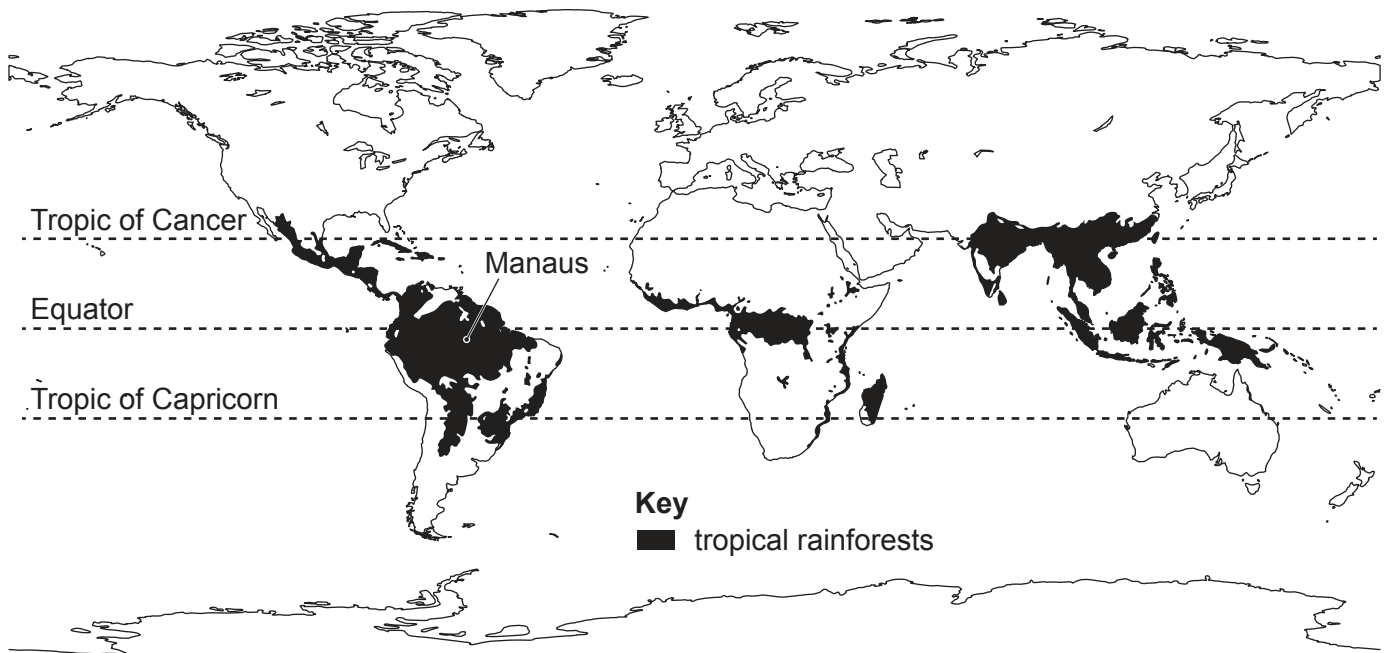 Tropic of Cancer
Manaus
Equator
Tropic of Capricorn
Key
tropical rainforests